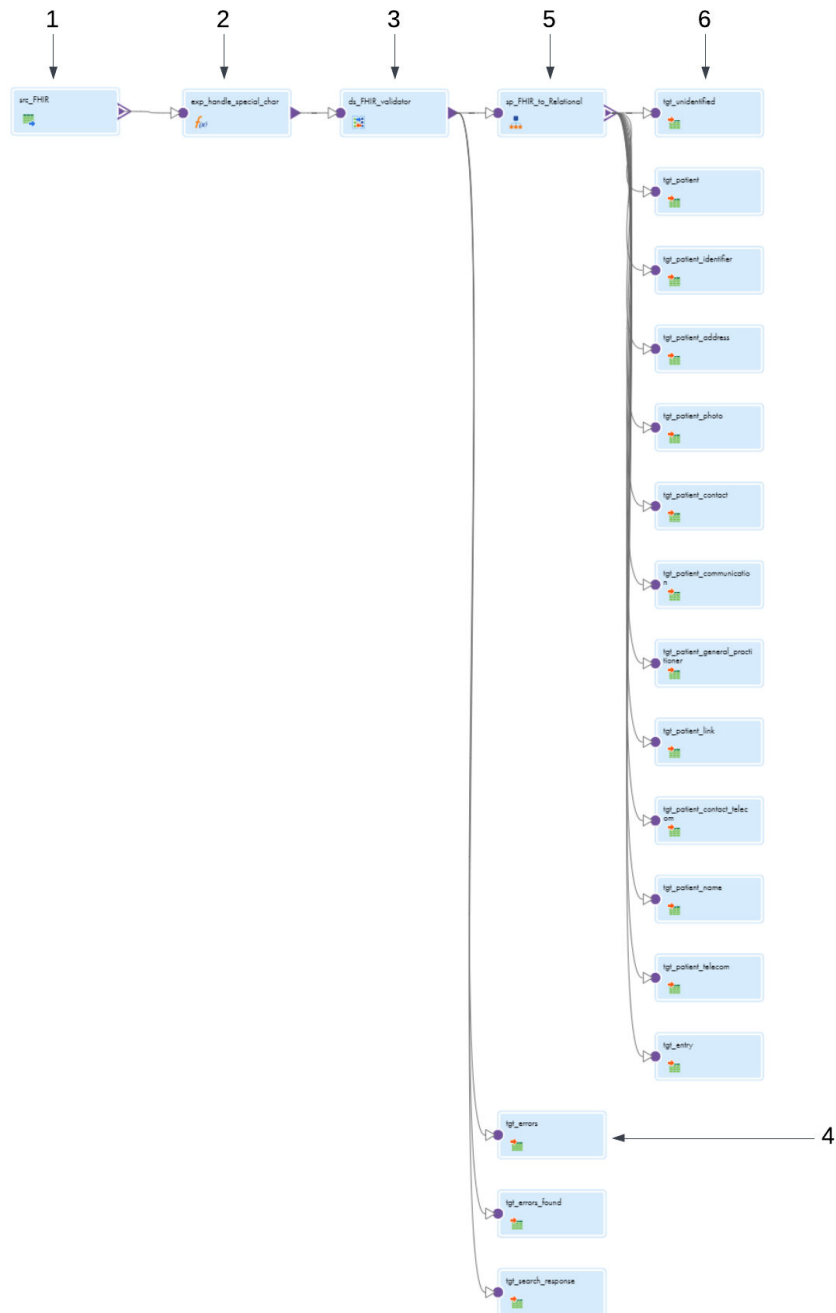 1
2
3
5
6
src_FHIR
exp_handle_special_char
ds_FHIR_validator
sp_FHIR_to_Relational
tgt_unidentified
tgt_patient
tgt_patient_identifier
tgt_patient_address
tgt_patient_photo
tgt_patient_contact
tgt_patient_communicatio
n
tgt_patient_general_practi
tioner
tgt_patient_link
tgt_patient_contact_telec
om
tgt_patient_name
tgt_patient_telecom
tgt_entry
tgt_errors
4
tgt_errors_found
tgt_search_response